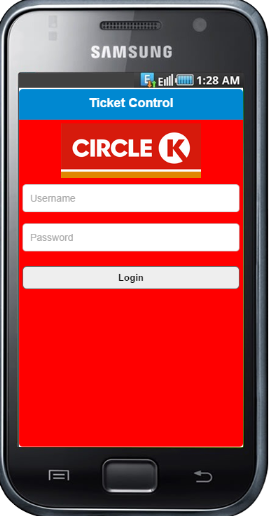 SAMSUNG
1:28 AM
Ticket Control
CIRCLE K
Username
Password
Login